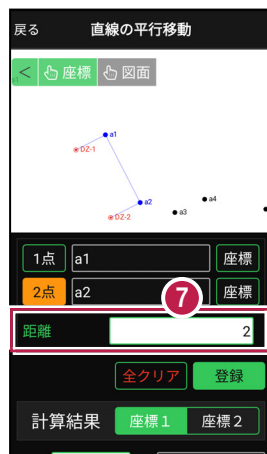 戻る 直線の平行移動
< 座標 図面
a1
DZ-1
a2
a4
a3
DZ-2
1点 a1 座標
2点 a2 座標
7
距離 2
全クリア 登録
計算結果 座標1 座標2